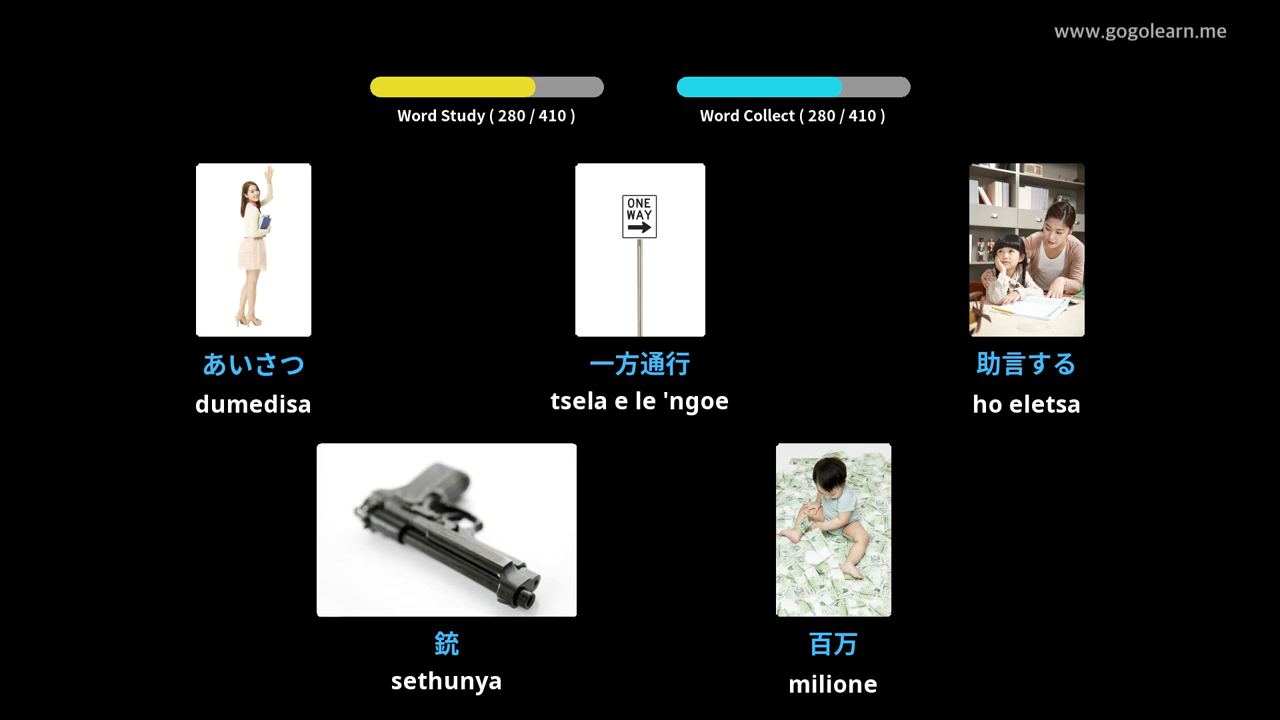 www.gogolearn.me
Word Study ( 280 / 410 )
Word Collect ( 280 / 410 )
ONE
WAY
あいさつ
一方通行
助言する
dumedisa
tsela e le 'ngoe
ho eletsa
銃
百万
sethunya
milione